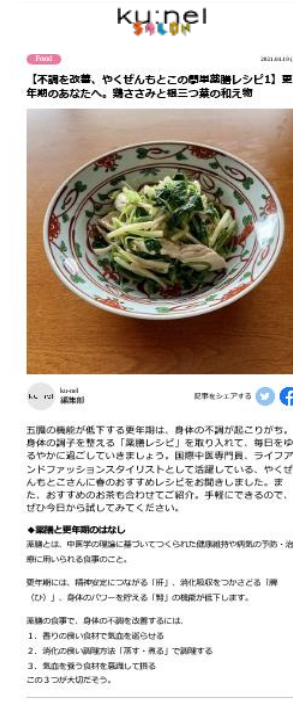 ku:nel
SALON
Food
2021.04.19
【不調を改善、やくぜんもとこの簡単薬膳レシピ1】更
年期のあなたへ。鶏ささみと根三つ葉の和え物
ku:nel
ku:nel
編集部
記事をシェアする
五臓の機能が低下する更年期は、身体の不調が起こりがち。
身体の調子を整える「薬膳レシピ」を取り入れて、毎日をゆ
るやかに過ごしていきましょう。国際中医専門員、ライフア
ンドファッションスタイリストとして活躍している、やくぜ
んもとこさんに春のおすすめレシピをお聞きしました。ま
た、おすすめのお茶も合わせてご紹介。手軽にできるので、
ぜひ今日から試してみてください。
◆薬膳と更年期のはなし
薬膳とは、中医学の理論に基づいてつくられた健康維持や病気の予防・治
療に用いられる食事のこと。
更年期には、精神安定につながる「肝」、消化吸収をつかさどる「脾
（ひ）」、身体のパワーを貯える「腎」の機能が低下します。
薬膳の食事で、身体の不調を改善するには、
1．香りの良い食材で気血を巡らせる
2．消化の良い調理方法「蒸す・煮る」で調理する
3．気血を養う食材を意識して摂る
この３つが大切だそう。